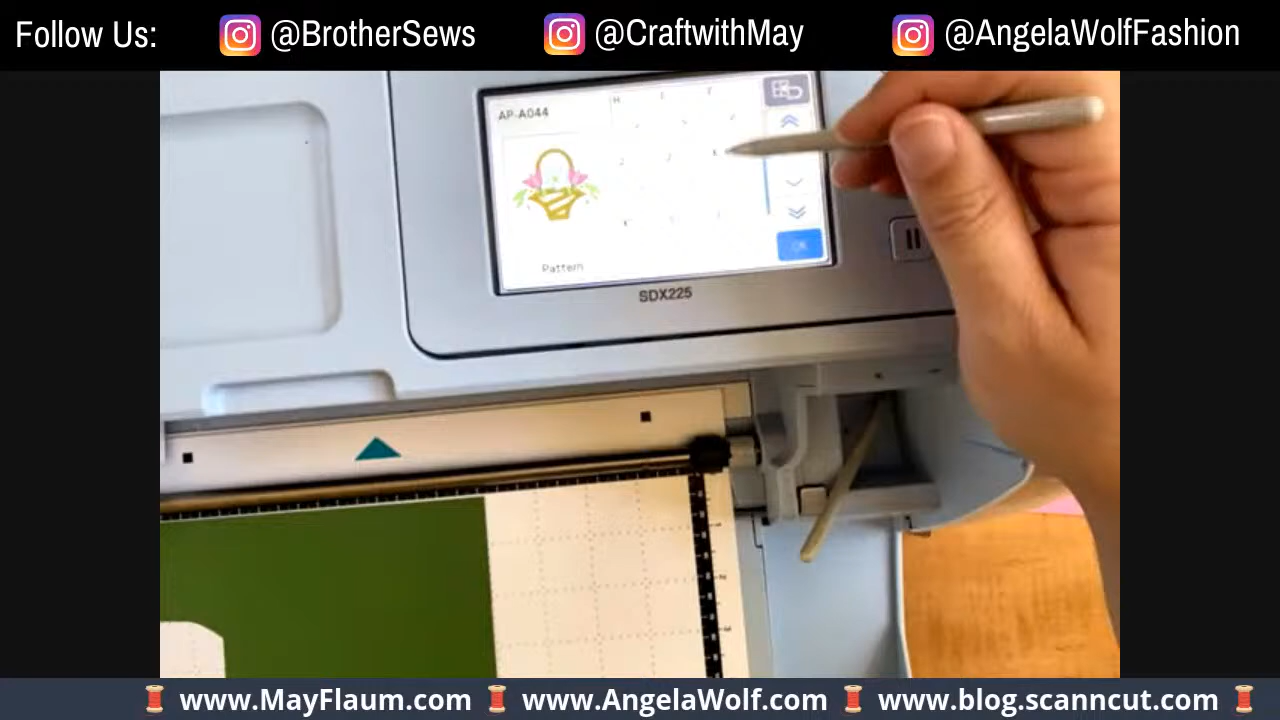 Follow Us: @BrotherSews @CraftwithMay @AngelaWolfFashion
AP-A044
Pattern
OK
SDX225
www.MayFlaum.com www.AngelaWolf.com www.blog.scanncut.com